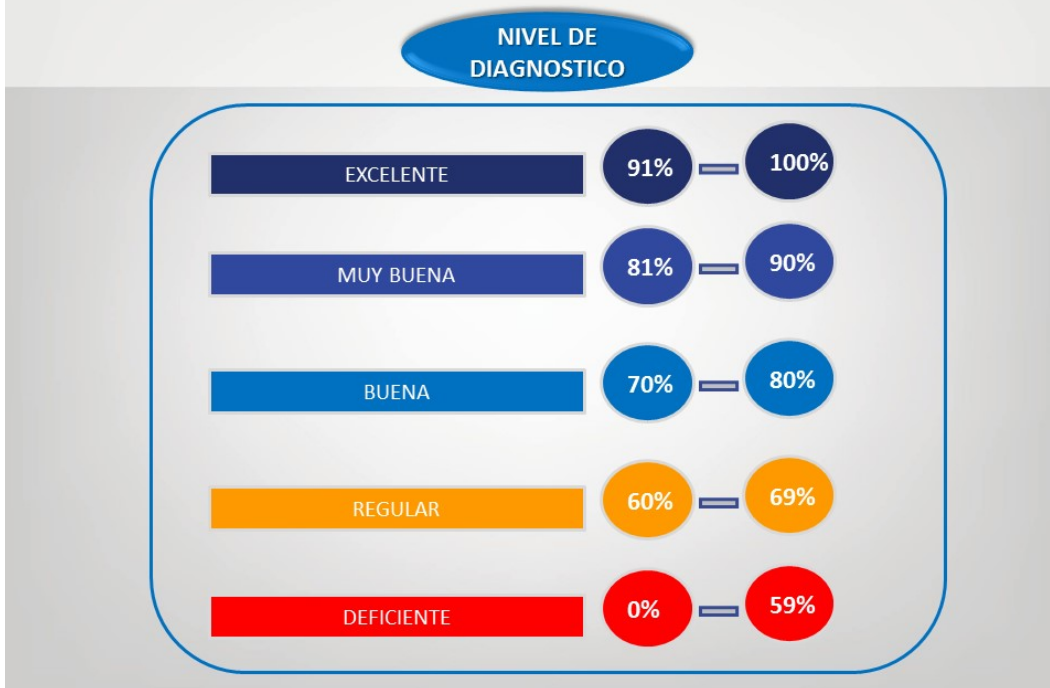 NIVEL DE
DIAGNOSTICO
EXCELENTE 91% 100%
MUY BUENA 81% 90%
BUENA 70% 80%
REGULAR 60% 69%
DEFICIENTE 0% 59%